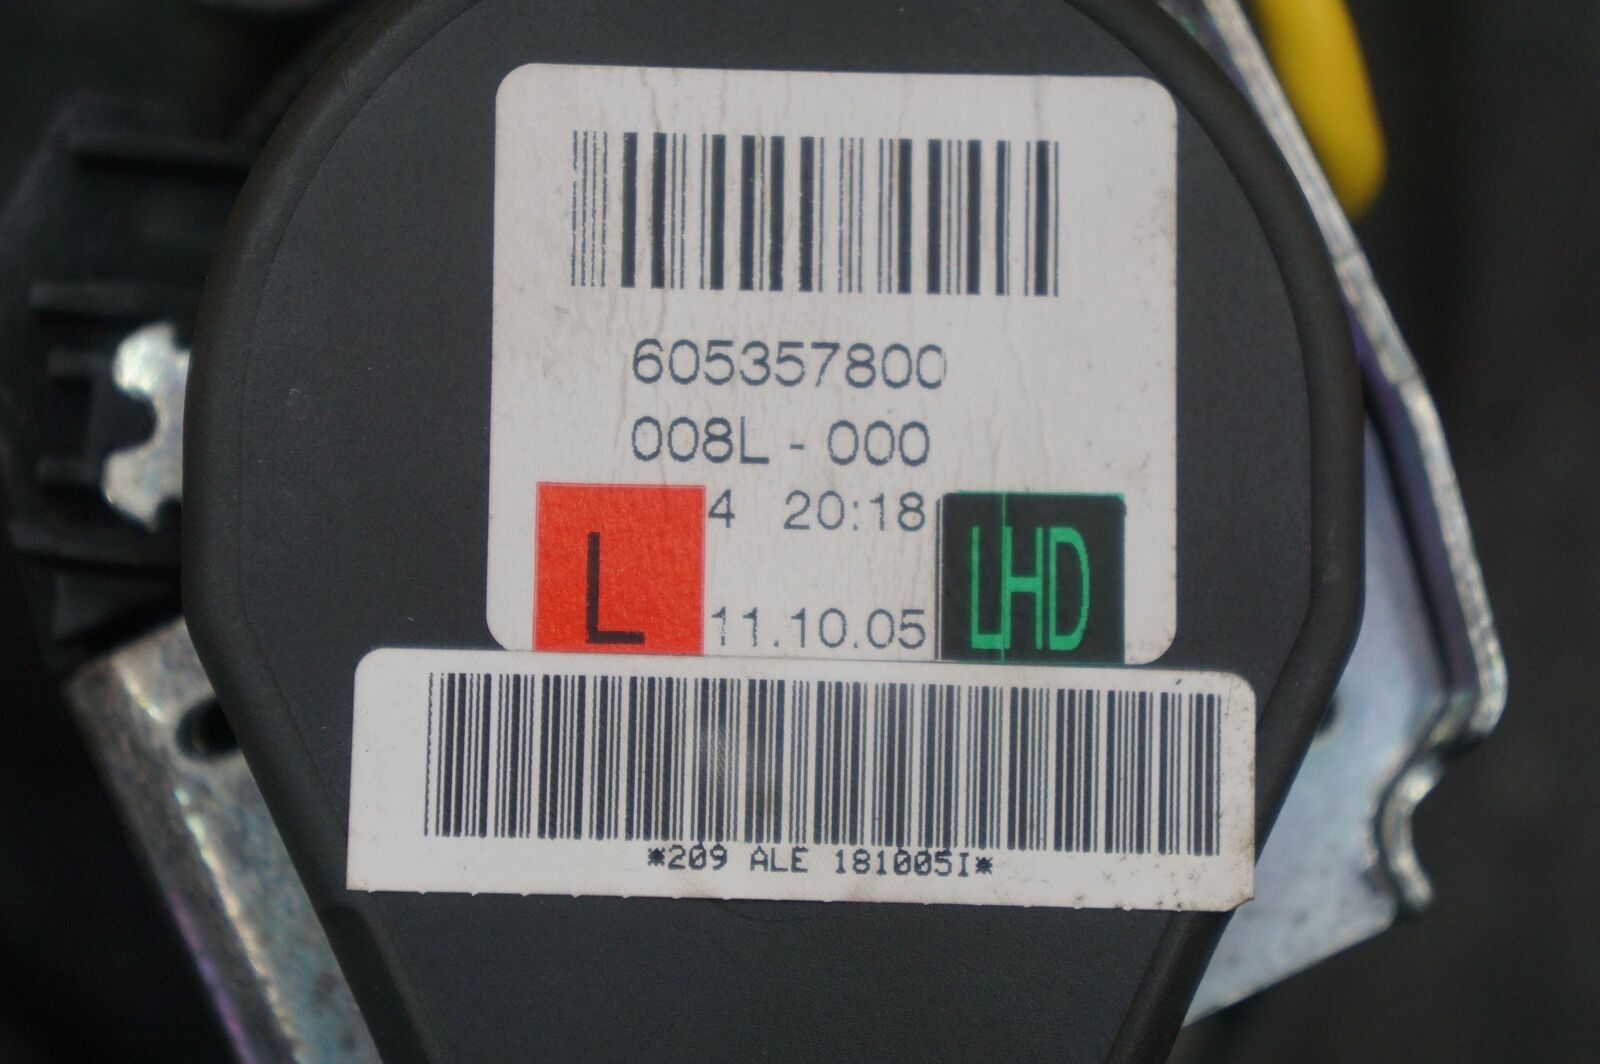 605357800
008L - 000
4 20:18
L 11.10.05 LHD
*209 ALE 181005I*